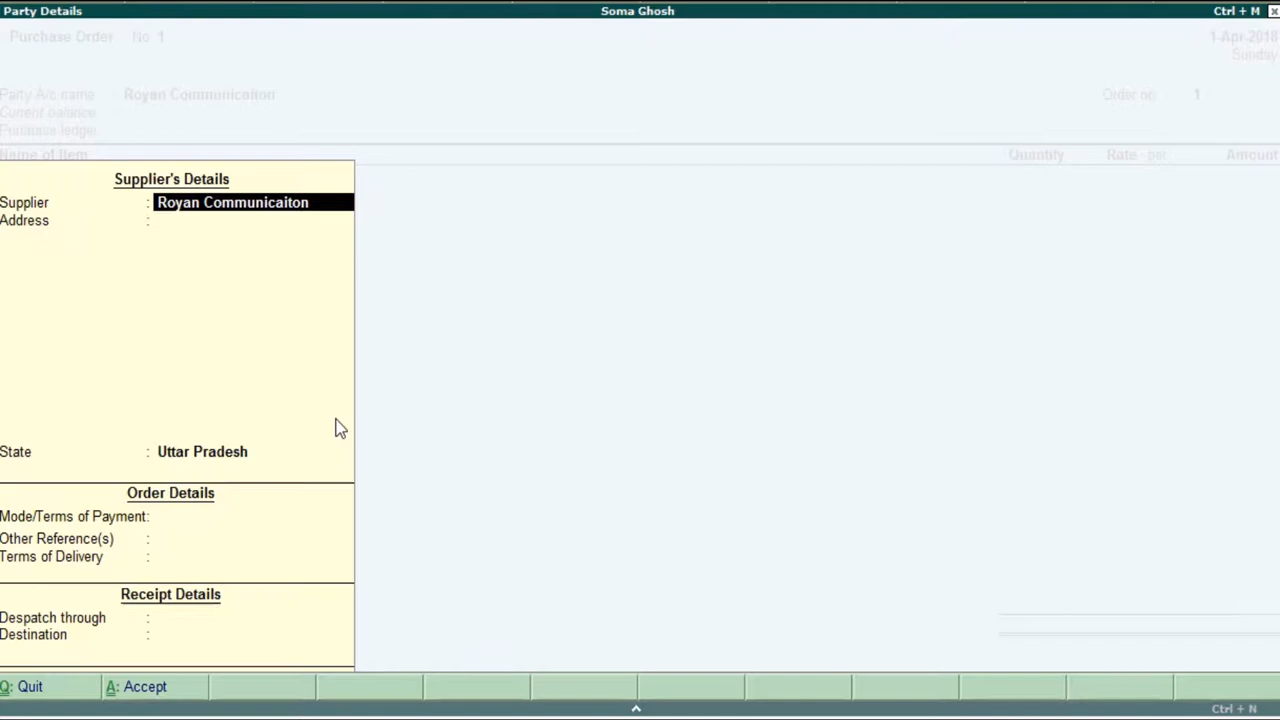 Party Details Soma Ghosh Ctrl + M
Purchase Order No. 1 1-Apr-2018
Sunday
Party A/c name : Royan Communicaiton Order no. : 1
Current balance :
Purchase ledger
Name of Item Quantity Rate per Amount
Supplier's Details
Supplier : Royan Communicaiton
Address :
State : Uttar Pradesh
Order Details
Mode/Terms of Payment:
Other Reference(s) :
Terms of Delivery :
Receipt Details
Despatch through :
Destination :
Q: Quit A: Accept
Ctrl + N